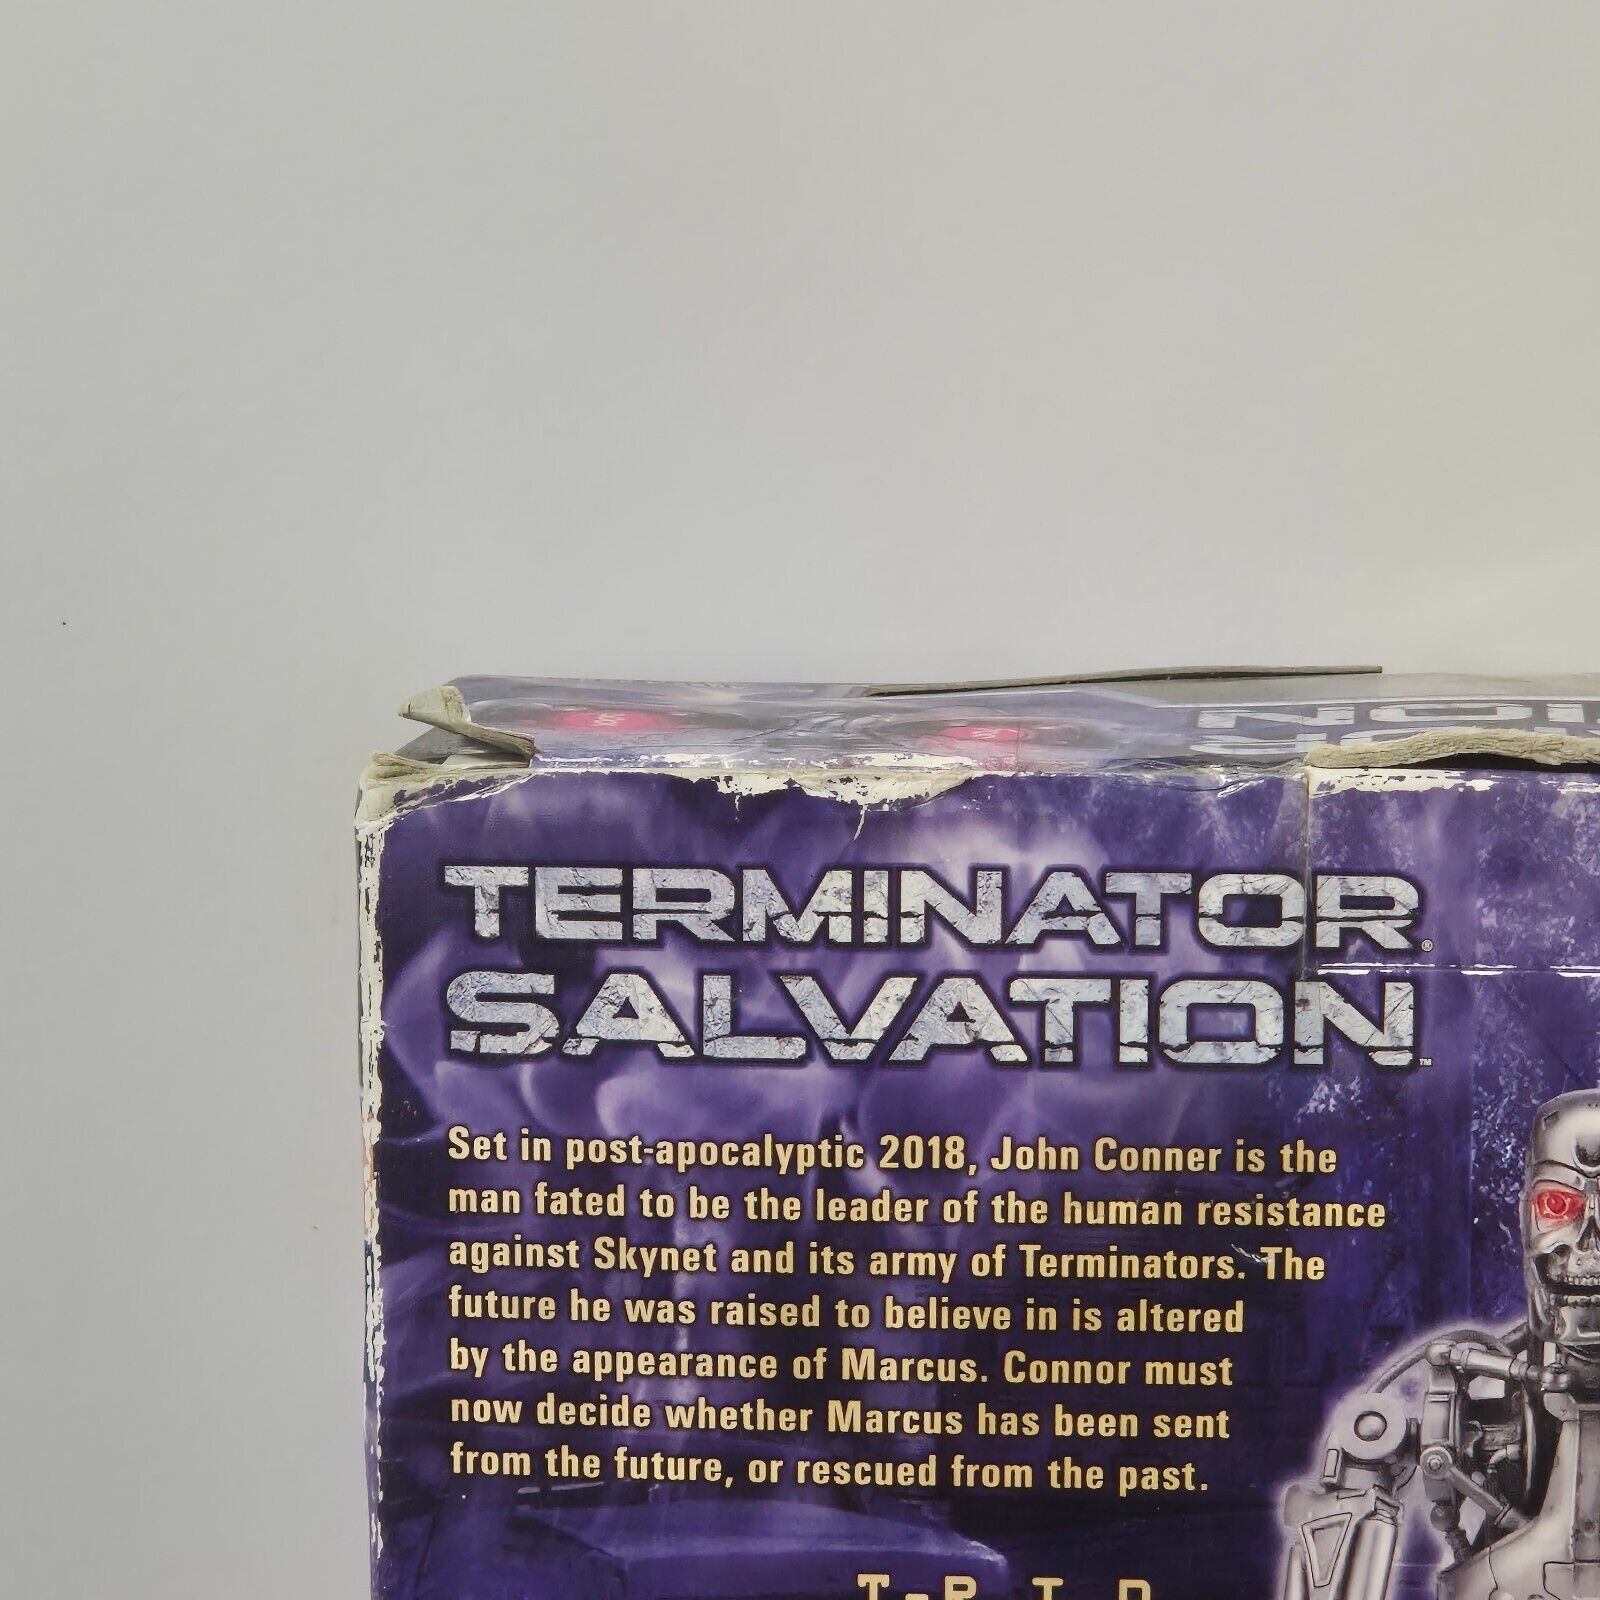 TERMINATOR®
SALVATION™
Set in post-apocalyptic 2018, John Conner is the
man fated to be the leader of the human resistance
against Skynet and its army of Terminators. The
future he was raised to believe in is altered
by the appearance of Marcus. Connor must
now decide whether Marcus has been sent
from the future, or rescued from the past.